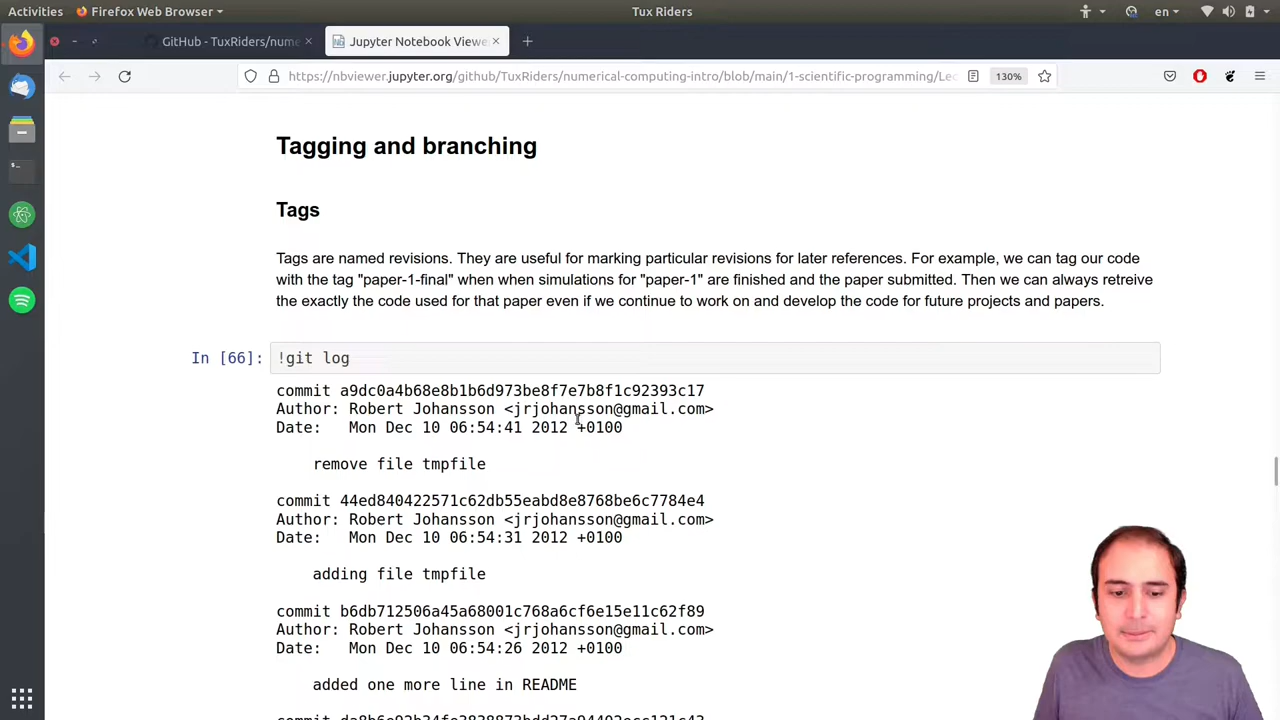 Activities Firefox Web Browser Tux Riders en
GitHub - TuxRiders/nume Jupyter Notebook Viewe
https://nbviewer.jupyter.org/github/TuxRiders/numerical-computing-intro/blob/main/1-scientific-programming/Lec 130%
Tagging and branching
Tags
Tags are named revisions. They are useful for marking particular revisions for later references. For example, we can tag our code
with the tag "paper-1-final" when when simulations for "paper-1" are finished and the paper submitted. Then we can always retreive
the exactly the code used for that paper even if we continue to work on and develop the code for future projects and papers.
In [66]: !git log
commit a9dc0a4b68e8b1b6d973be8f7e7b8f1c92393c17
Author: Robert Johansson <jrjohansson@gmail.com>
Date: Mon Dec 10 06:54:41 2012 +0100
remove file tmpfile
commit 44ed840422571c62db55eabd8e8768be6c7784e4
Author: Robert Johansson <jrjohansson@gmail.com>
Date: Mon Dec 10 06:54:31 2012 +0100
adding file tmpfile
commit b6db712506a45a68001c768a6cf6e15e11c62f89
Author: Robert Johansson <jrjohansson@gmail.com>
Date: Mon Dec 10 06:54:26 2012 +0100
added one more line in README